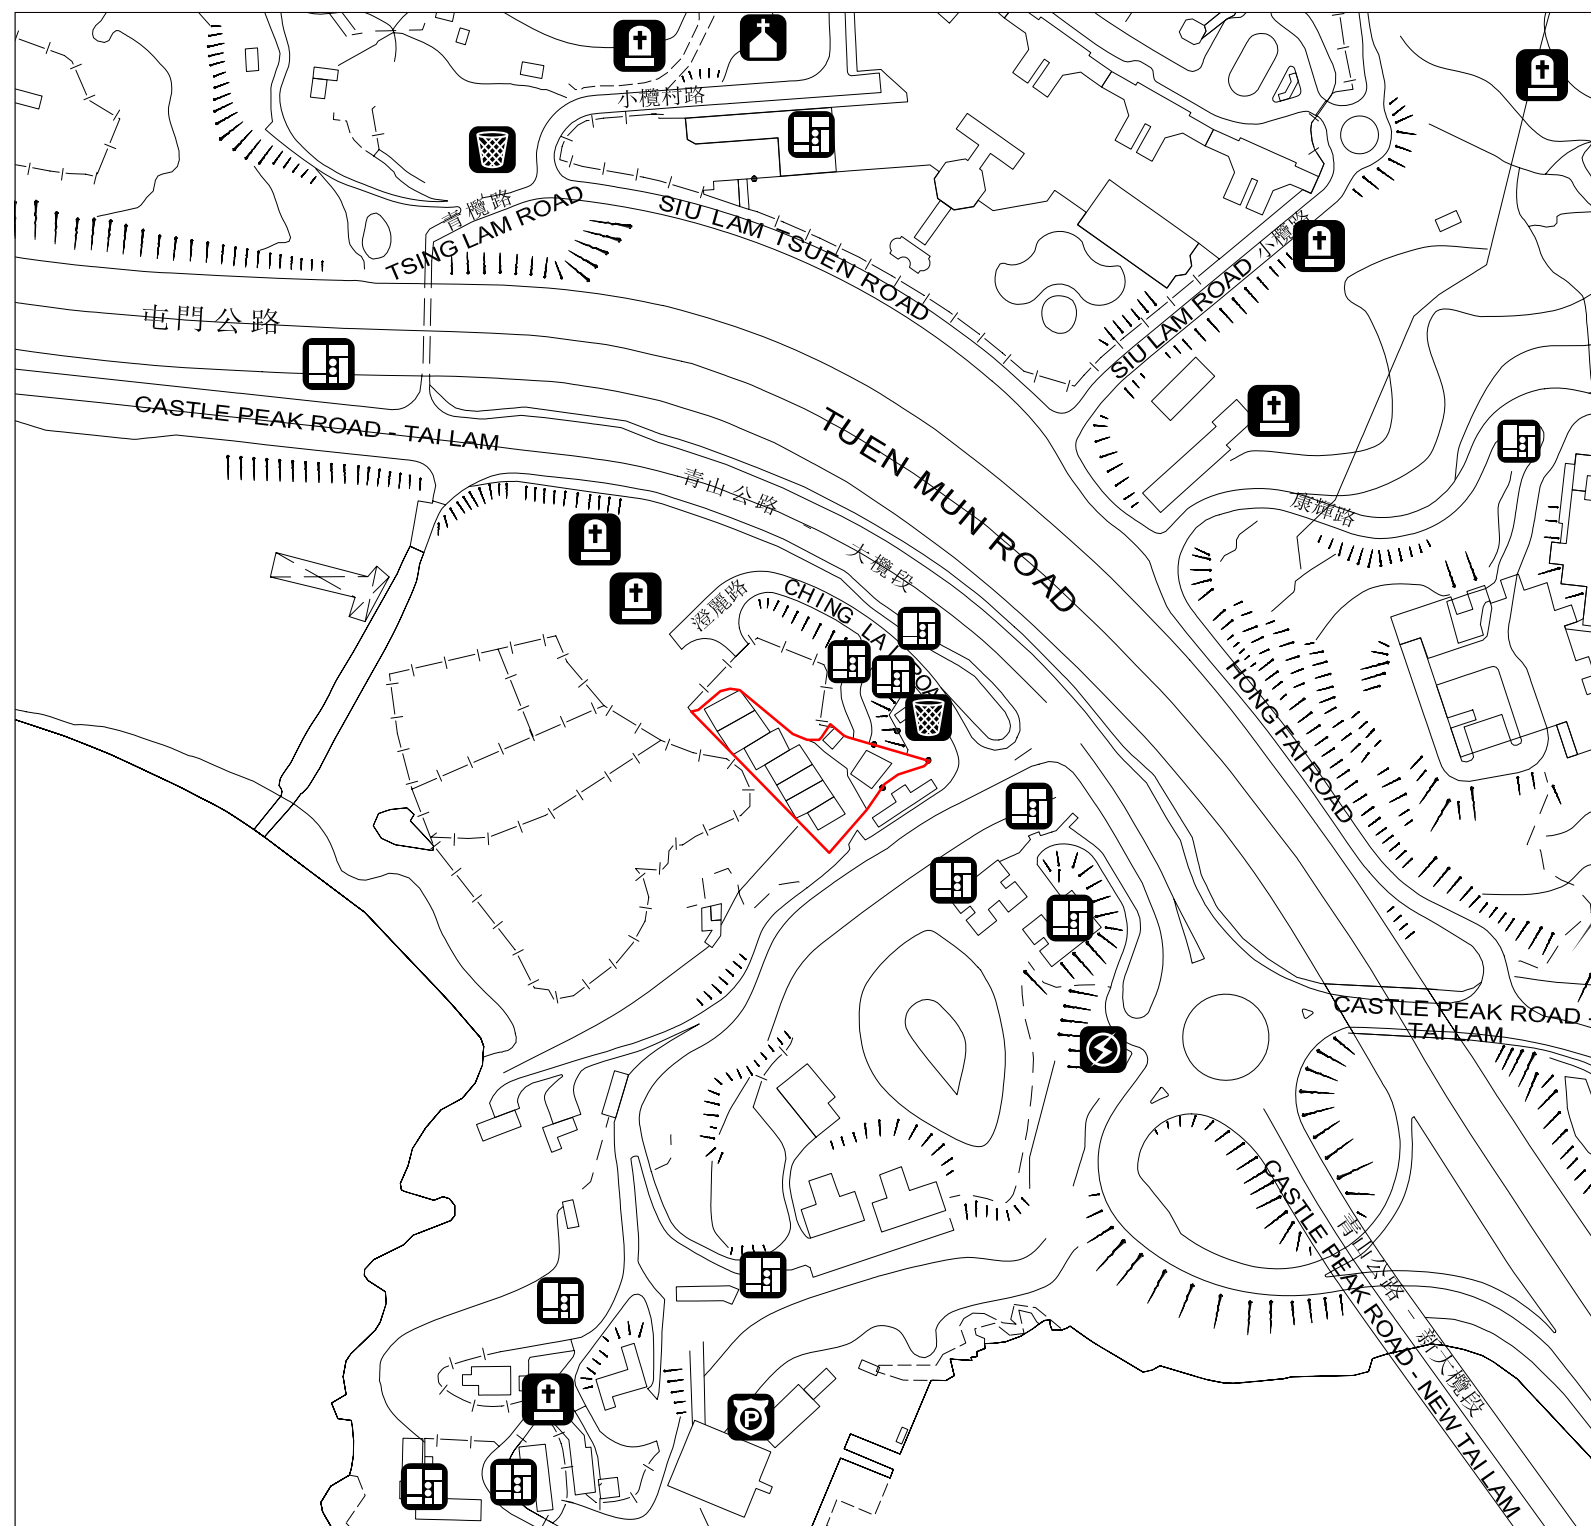 小欖村路
青欖路
TSING LAM ROAD
SIU LAM TSUEN ROAD
SIU LAM ROAD 小欖路
屯門公路
CASTLE PEAK ROAD - TAI LAM
TUEN MUN ROAD
青山公路 - 大欖段
康輝路
澄麗路
CHING LAI ROAD
HONG FAI ROAD
CASTLE PEAK ROAD -
TAI LAM
青山公路 - 新大欖段
CASTLE PEAK ROAD - NEW TAI LAM
P